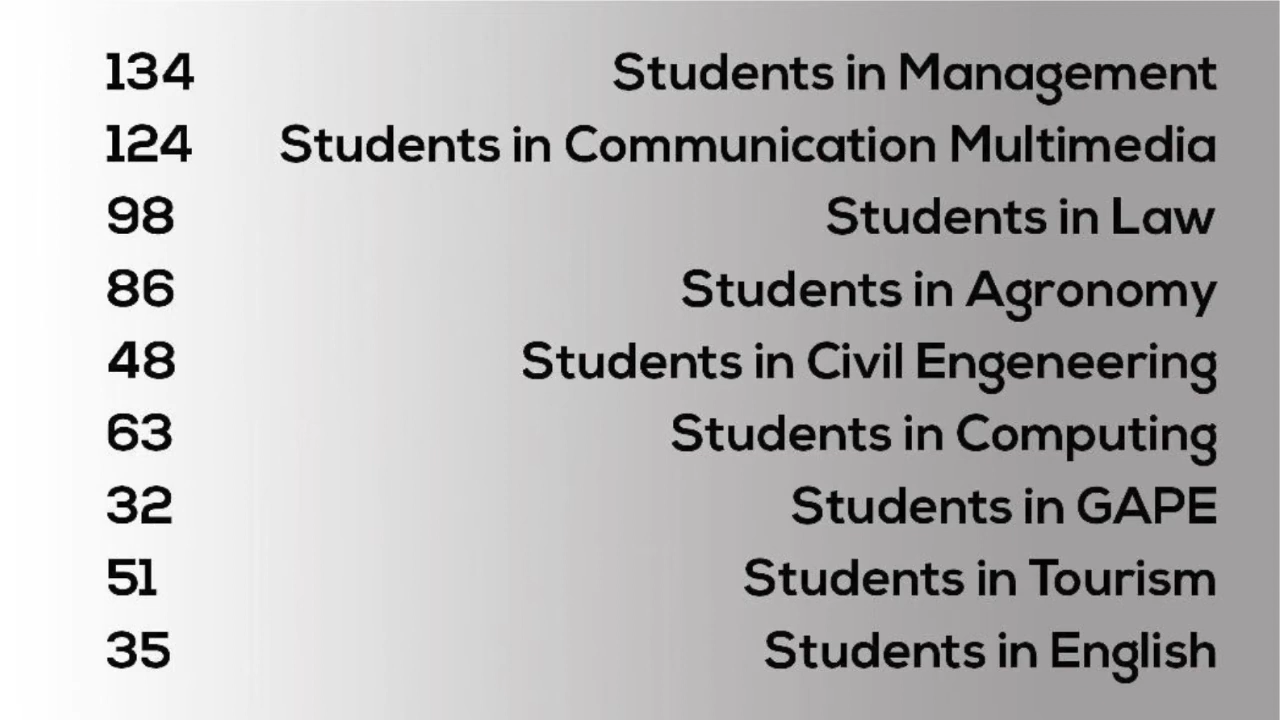 134 Students in Management
124 Students in Communication Multimedia
98 Students in Law
86 Students in Agronomy
48 Students in Civil Engeneering
63 Students in Computing
32 Students in GAPE
51 Students in Tourism
35 Students in English